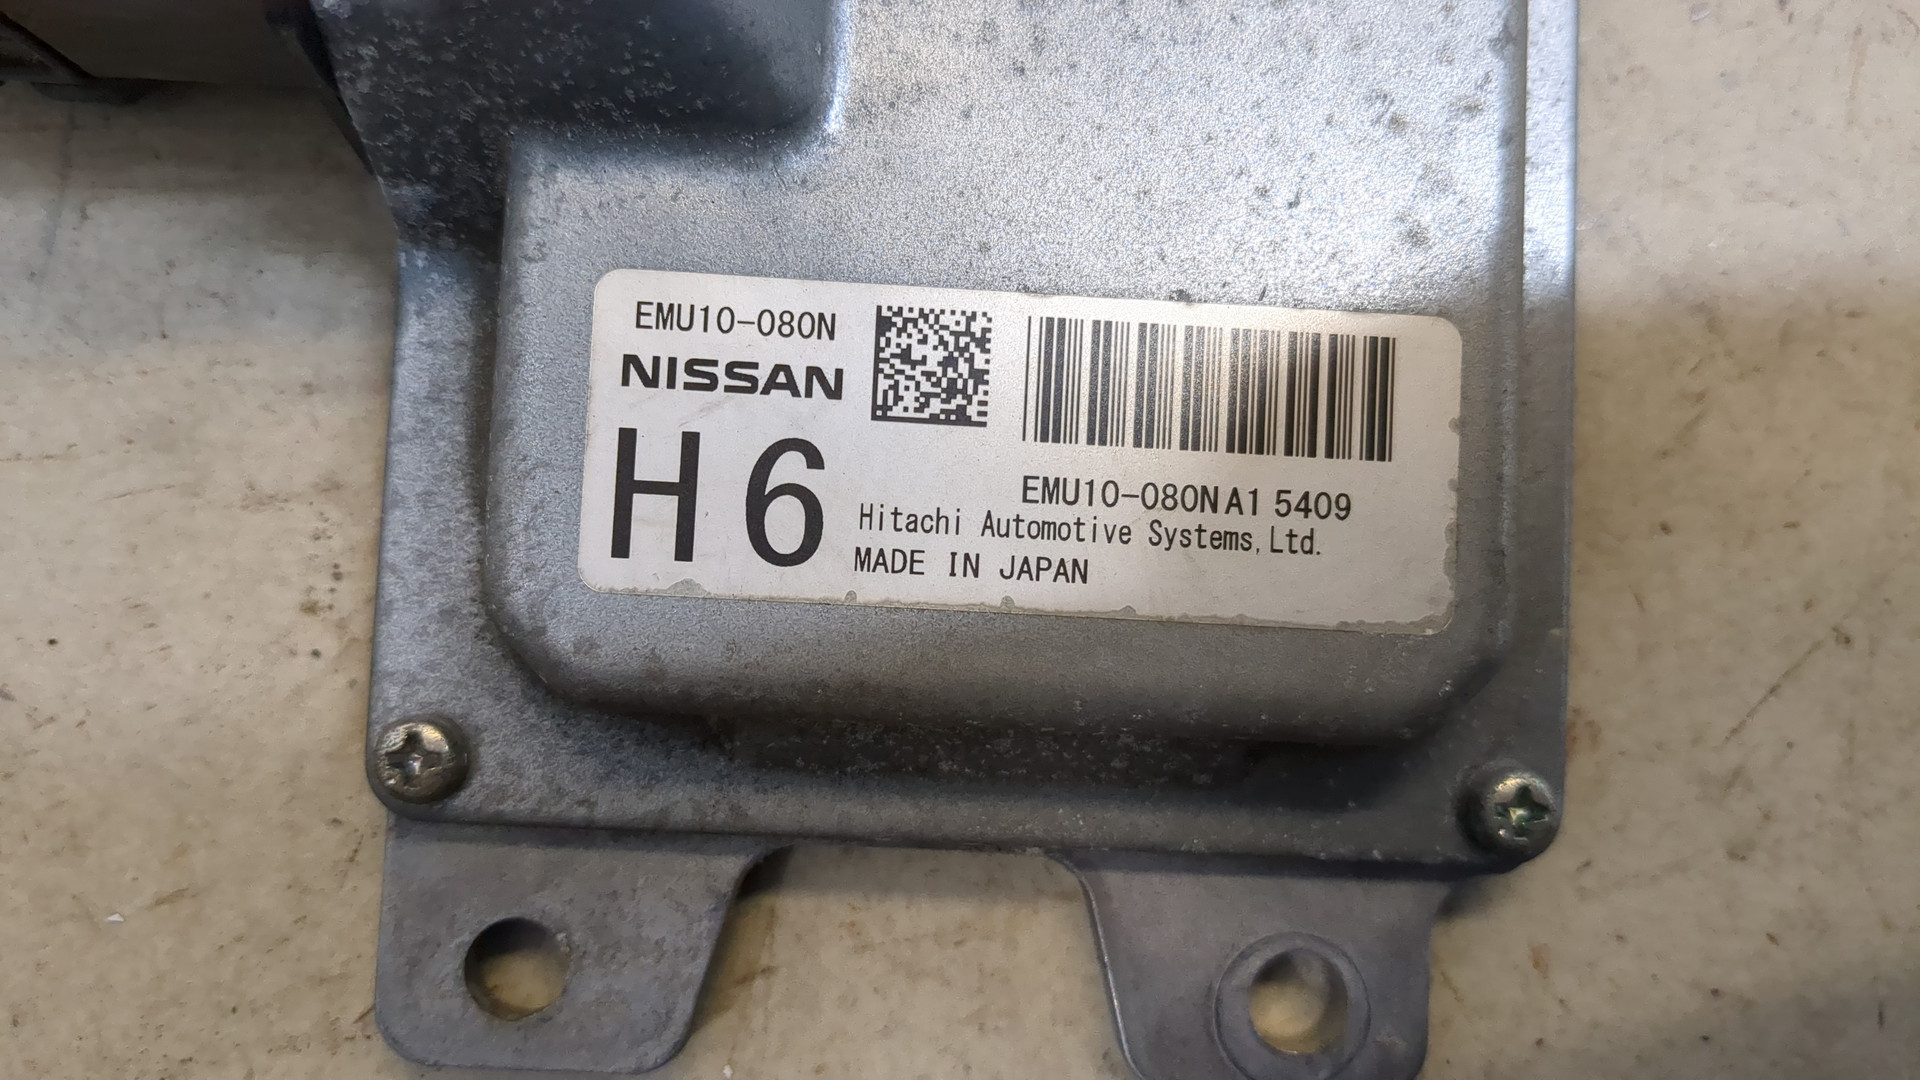 EMU10-080N
NISSAN
H6
EMU10-080NA1 5409
Hitachi Automotive Systems, Ltd.
MADE IN JAPAN